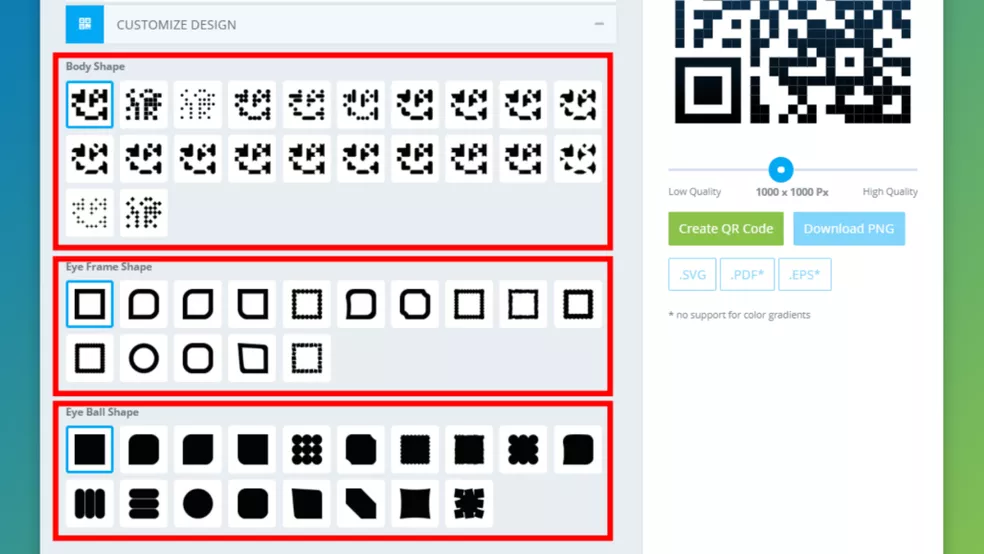 CUSTOMIZE DESIGN
Body Shape
Eye Frame Shape
Eye Ball Shape
Low Quality
1000 x 1000 Px
High Quality
Create QR Code
Download PNG
.SVG
.PDF*
.EPS*
* no support for color gradients